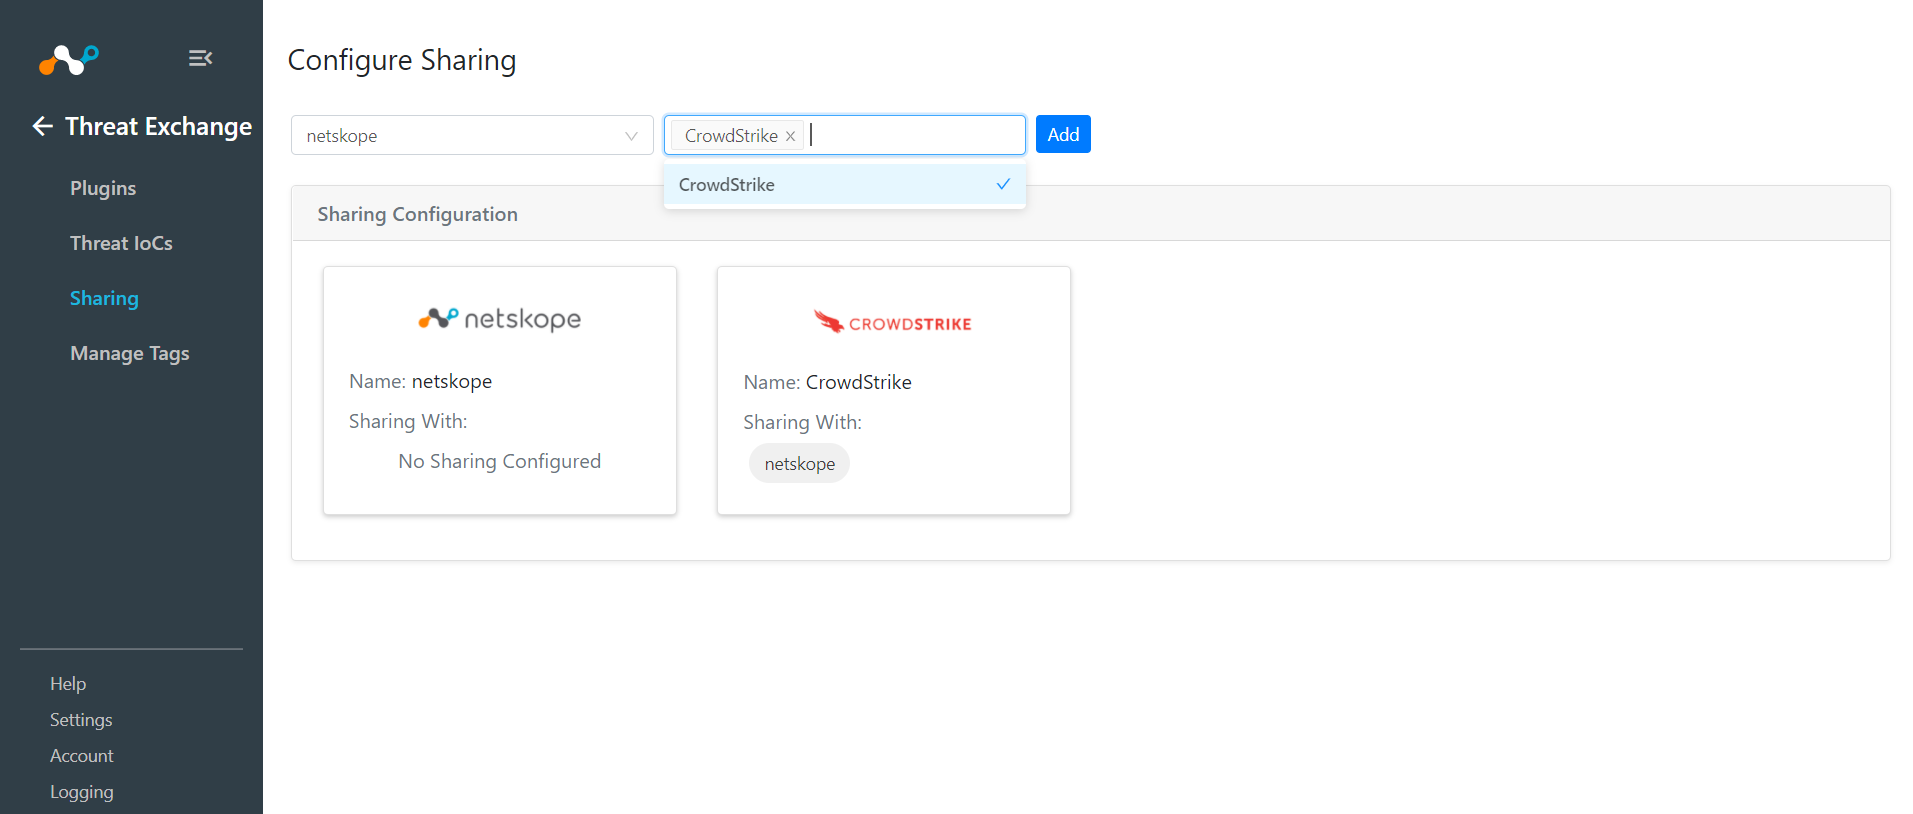 Threat Exchange
Plugins
Threat IoCs
Sharing
Manage Tags
Help
Settings
Account
Logging
Configure Sharing
netskope
CrowdStrike
Add
CrowdStrike
Sharing Configuration
netskope
Name: netskope
Sharing With:
No Sharing Configured
CROWDSTRIKE
Name: CrowdStrike
Sharing With:
netskope